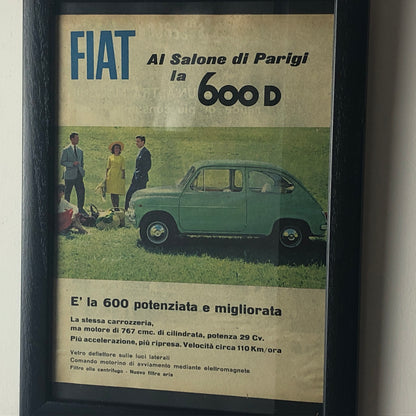 FIAT
Al Salone di Parigi
la
600 D
E' la 600 potenziata e migliorata
La stessa carrozzeria,
ma motore di 767 cmc. di cilindrata, potenza 29 Cv.
Più accelerazione, più ripresa. Velocità circa 110 Km/ora
Vetro deflettore sulle luci laterali
Comando motorino di avviamento mediante elettromagnete
Filtro olio centrifugo - Nuovo filtro aria